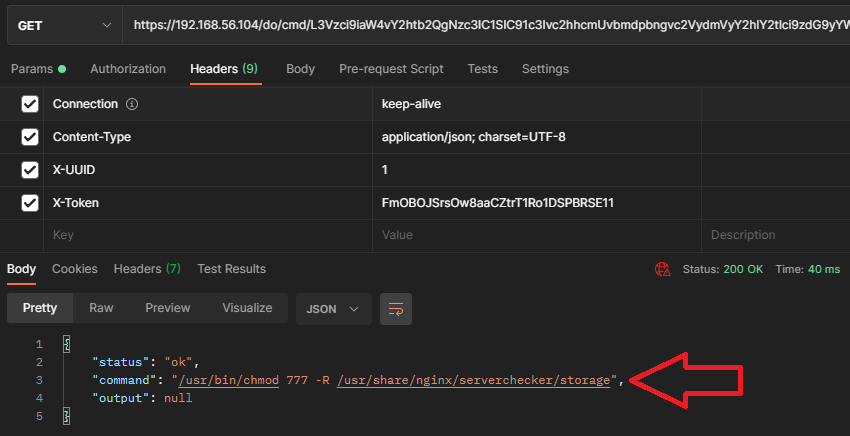 GET https://192.168.56.104/do/cmd/L3Vzci9iaW4vY2htb2QgNzc3IC1SIC91c3Ivc2hhcmUvbmdpbngvc2VydmVyY2hlY2tlci9zdG9yYW
Params Authorization Headers (9) Body Pre-request Script Tests Settings
Connection keep-alive
Content-Type application/json; charset=UTF-8
X-UUID 1
X-Token FmOBOJSrsOw8aaCZtrT1Ro1DSPBRSE11
Key Value Description
Body Cookies Headers (7) Test Results Status: 200 OK Time: 40 ms
Pretty Raw Preview Visualize JSON
1 {
2 "status": "ok",
3 "command": "/usr/bin/chmod 777 -R /usr/share/nginx/serverchecker/storage",
4 "output": null
5 }